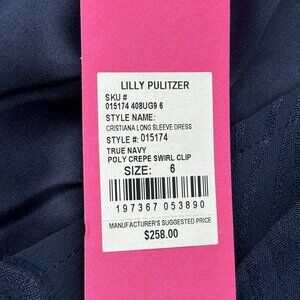 LILLY PULITZER
SKU #
015174 408UG9 6
STYLE NAME:
CRISTIANA LONG SLEEVE DRESS
STYLE #: 015174
TRUE NAVY
POLY CREPE SWIRL CLIP
SIZE: 6
197367 053890
MANUFACTURER'S SUGGESTED PRICE
$258.00